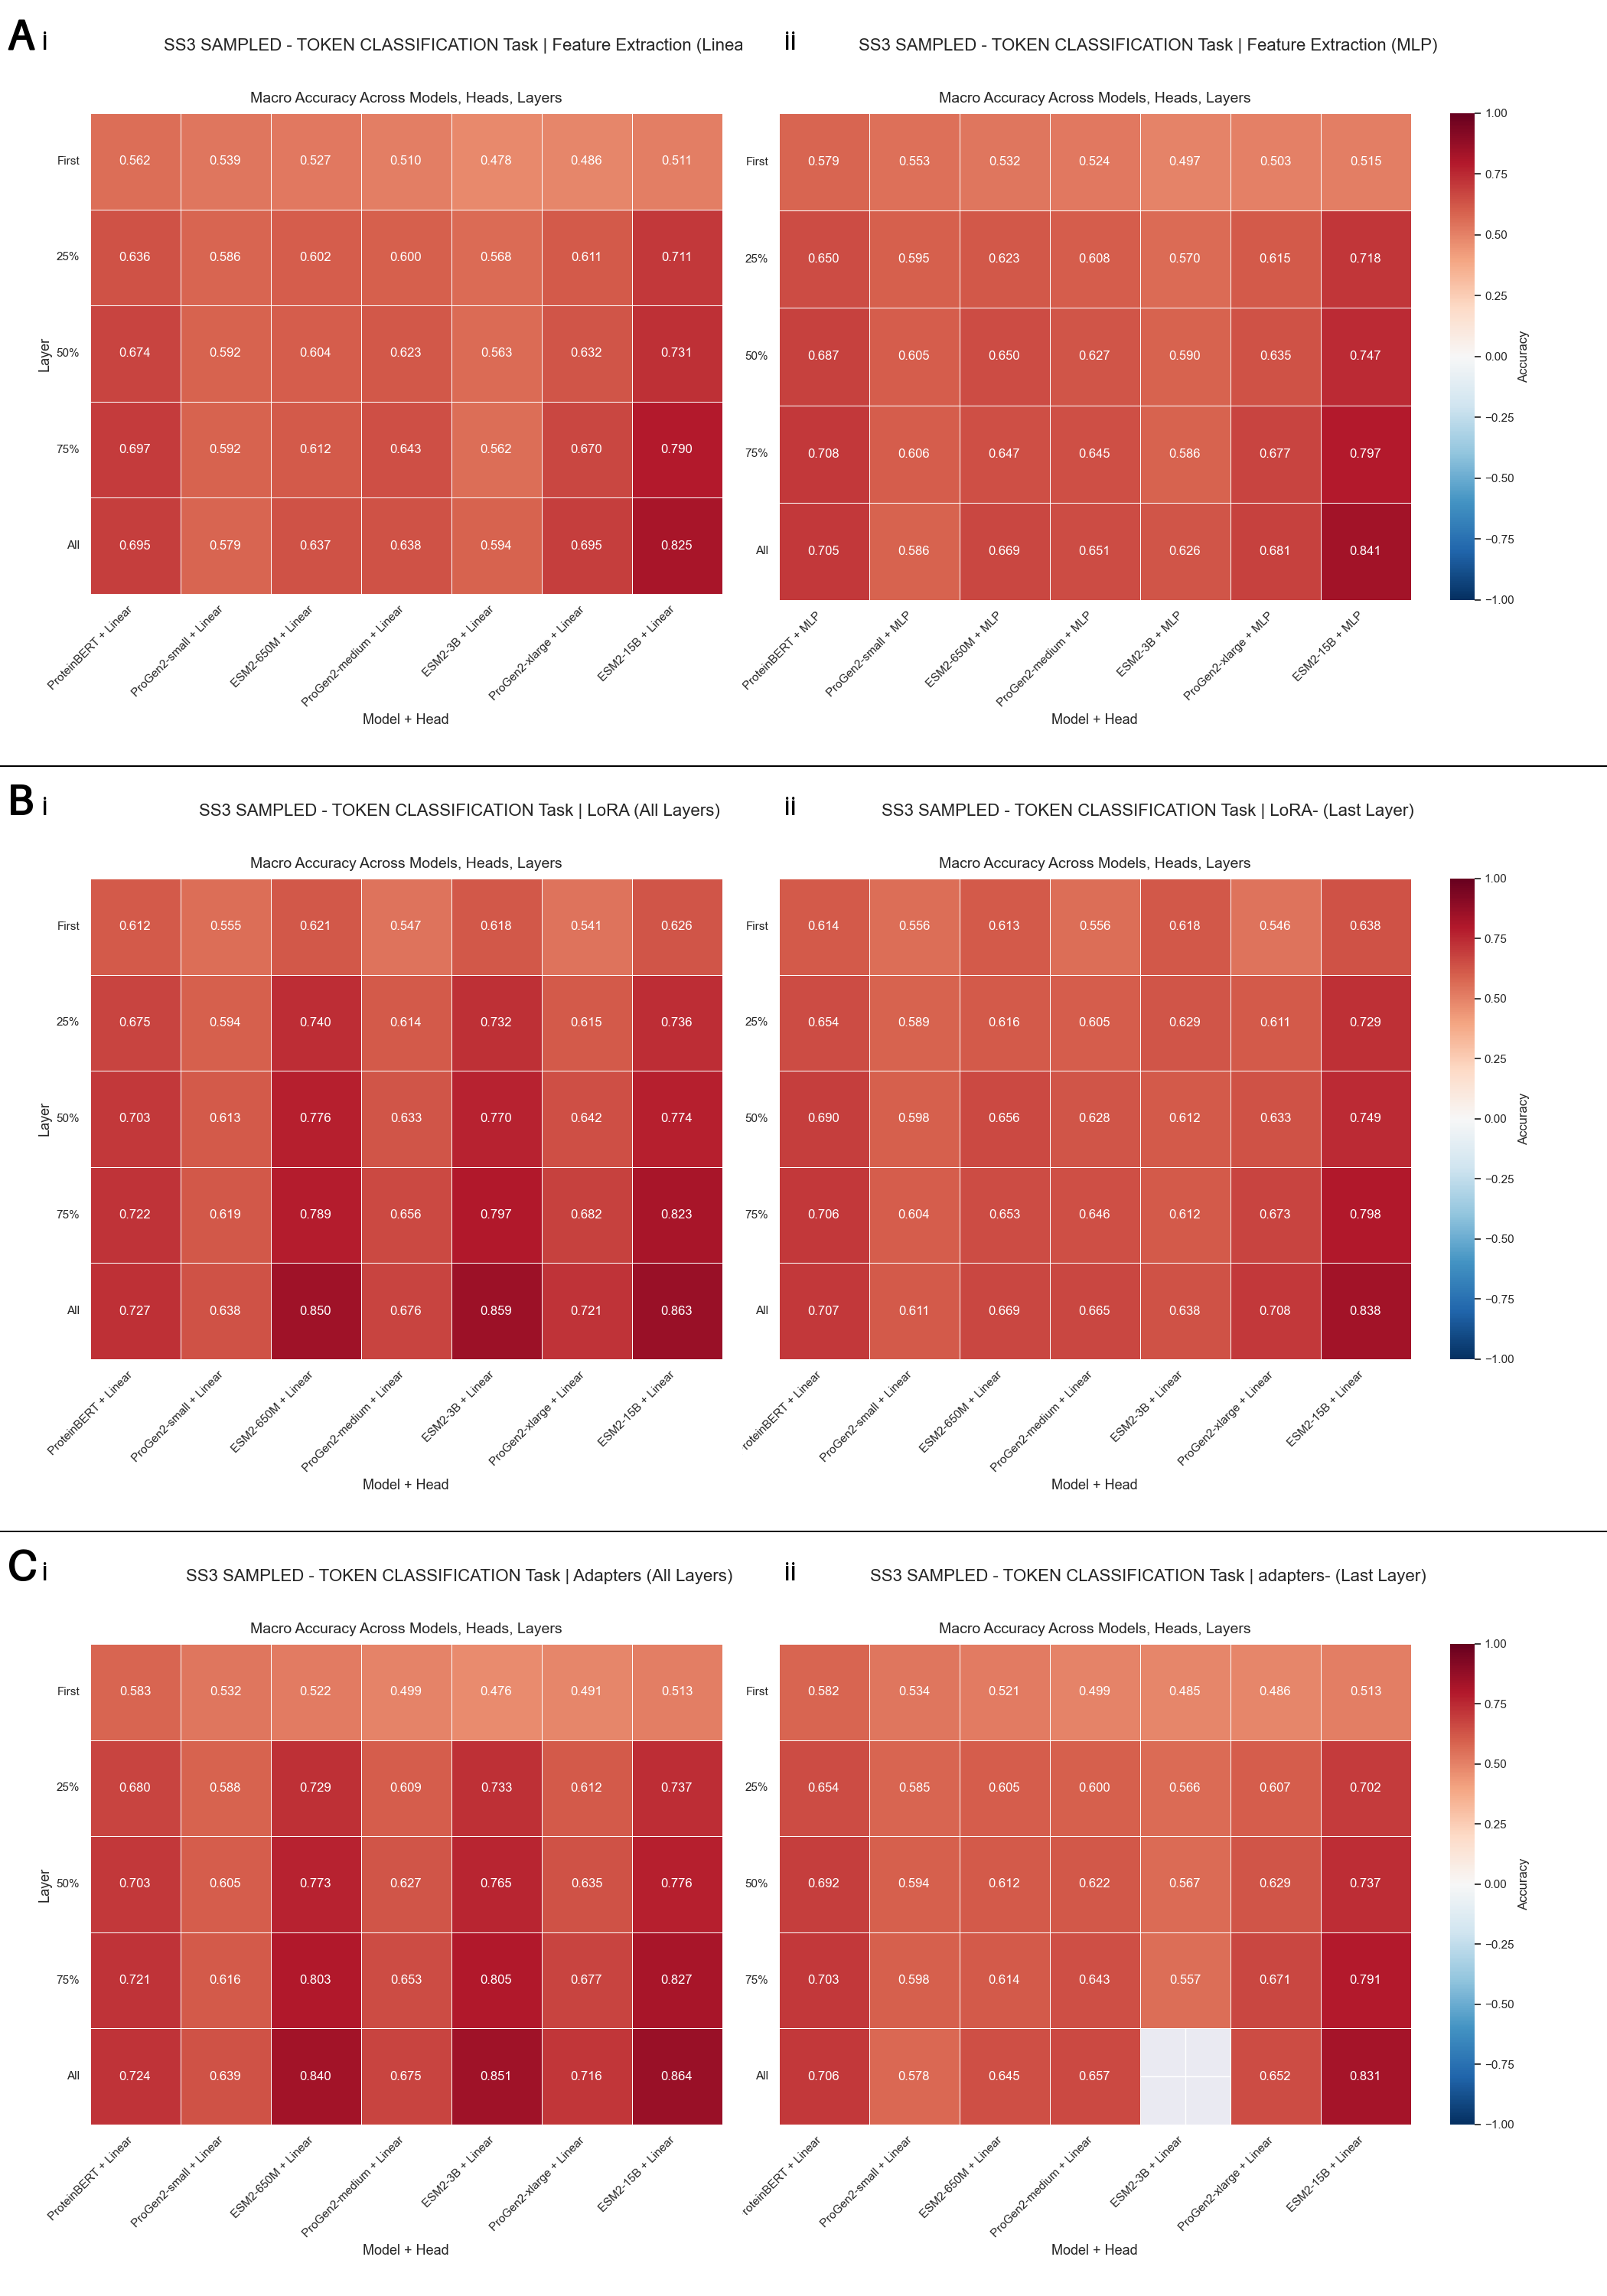 A i
SS3 SAMPLED - TOKEN CLASSIFICATION Task | Feature Extraction (Linea
Macro Accuracy Across Models, Heads, Layers
Layer
First 0.562 0.539 0.527 0.510 0.478 0.486 0.511
25% 0.636 0.586 0.602 0.600 0.568 0.611 0.711
50% 0.674 0.592 0.604 0.623 0.563 0.632 0.731
75% 0.697 0.592 0.612 0.643 0.562 0.670 0.790
All 0.695 0.579 0.637 0.638 0.594 0.695 0.825
ProteinBERT + Linear
ProGen2-small + Linear
ESM2-650M + Linear
ProGen2-medium + Linear
ESM2-3B + Linear
ProGen2-xlarge + Linear
ESM2-15B + Linear
Model + Head
ii
SS3 SAMPLED - TOKEN CLASSIFICATION Task | Feature Extraction (MLP)
Macro Accuracy Across Models, Heads, Layers
First 0.579 0.553 0.532 0.524 0.497 0.503 0.515
25% 0.650 0.595 0.623 0.608 0.570 0.615 0.718
50% 0.687 0.605 0.650 0.627 0.590 0.635 0.747
75% 0.708 0.606 0.647 0.645 0.586 0.677 0.797
All 0.705 0.586 0.669 0.651 0.626 0.681 0.841
ProteinBERT + MLP
ProGen2-small + MLP
ESM2-650M + MLP
ProGen2-medium + MLP
ESM2-3B + MLP
ProGen2-xlarge + MLP
ESM2-15B + MLP
Model + Head
1.00
0.75
0.50
0.25
0.00
−0.25
−0.50
−0.75
−1.00
Accuracy
B i
SS3 SAMPLED - TOKEN CLASSIFICATION Task | LoRA (All Layers)
Macro Accuracy Across Models, Heads, Layers
Layer
First 0.612 0.555 0.621 0.547 0.618 0.541 0.626
25% 0.675 0.594 0.740 0.614 0.732 0.615 0.736
50% 0.703 0.613 0.776 0.633 0.770 0.642 0.774
75% 0.722 0.619 0.789 0.656 0.797 0.682 0.823
All 0.727 0.638 0.850 0.676 0.859 0.721 0.863
ProteinBERT + Linear
ProGen2-small + Linear
ESM2-650M + Linear
ProGen2-medium + Linear
ESM2-3B + Linear
ProGen2-xlarge + Linear
ESM2-15B + Linear
Model + Head
ii
SS3 SAMPLED - TOKEN CLASSIFICATION Task | LoRA- (Last Layer)
Macro Accuracy Across Models, Heads, Layers
First 0.614 0.556 0.613 0.556 0.618 0.546 0.638
25% 0.654 0.589 0.616 0.605 0.629 0.611 0.729
50% 0.690 0.598 0.656 0.628 0.612 0.633 0.749
75% 0.706 0.604 0.653 0.646 0.612 0.673 0.798
All 0.707 0.611 0.669 0.665 0.638 0.708 0.838
roteinBERT + Linear
ProGen2-small + Linear
ESM2-650M + Linear
ProGen2-medium + Linear
ESM2-3B + Linear
ProGen2-xlarge + Linear
ESM2-15B + Linear
Model + Head
1.00
0.75
0.50
0.25
0.00
−0.25
−0.50
−0.75
−1.00
Accuracy
C i
SS3 SAMPLED - TOKEN CLASSIFICATION Task | Adapters (All Layers)
Macro Accuracy Across Models, Heads, Layers
Layer
First 0.583 0.532 0.522 0.499 0.476 0.491 0.513
25% 0.680 0.588 0.729 0.609 0.733 0.612 0.737
50% 0.703 0.605 0.773 0.627 0.765 0.635 0.776
75% 0.721 0.616 0.803 0.653 0.805 0.677 0.827
All 0.724 0.639 0.840 0.675 0.851 0.716 0.864
ProteinBERT + Linear
ProGen2-small + Linear
ESM2-650M + Linear
ProGen2-medium + Linear
ESM2-3B + Linear
ProGen2-xlarge + Linear
ESM2-15B + Linear
Model + Head
ii
SS3 SAMPLED - TOKEN CLASSIFICATION Task | adapters- (Last Layer)
Macro Accuracy Across Models, Heads, Layers
First 0.582 0.534 0.521 0.499 0.485 0.486 0.513
25% 0.654 0.585 0.605 0.600 0.566 0.607 0.702
50% 0.692 0.594 0.612 0.622 0.567 0.629 0.737
75% 0.703 0.598 0.614 0.643 0.557 0.671 0.791
All 0.706 0.578 0.645 0.657 0.652 0.831
roteinBERT + Linear
ProGen2-small + Linear
ESM2-650M + Linear
ProGen2-medium + Linear
ESM2-3B + Linear
ProGen2-xlarge + Linear
ESM2-15B + Linear
Model + Head
1.00
0.75
0.50
0.25
0.00
−0.25
−0.50
−0.75
−1.00
Accuracy